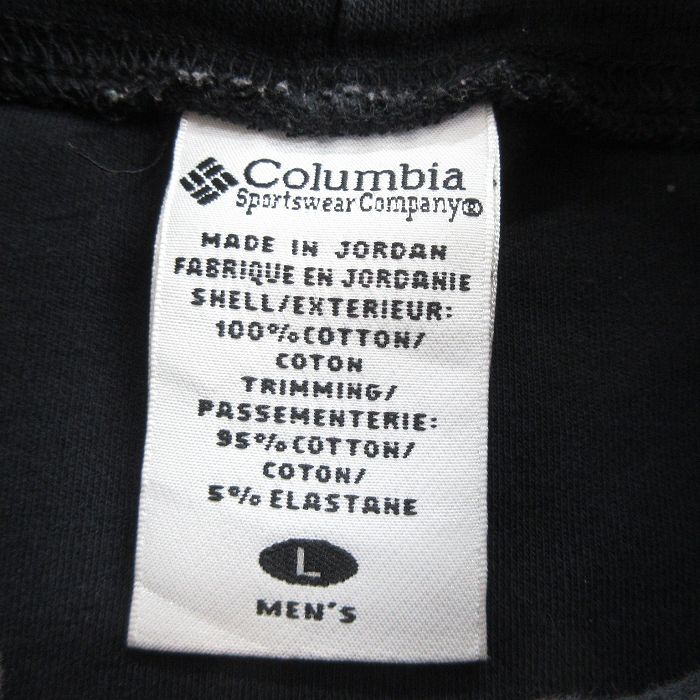 Columbia
Sportswear Company®
MADE IN JORDAN
FABRIQUE EN JORDANIE
SHELL/EXTERIEUR:
100% COTTON/
COTON
TRIMMING/
PASSEMENTERIE:
95% COTTON/
COTON/
5% ELASTANE
L
MEN'S